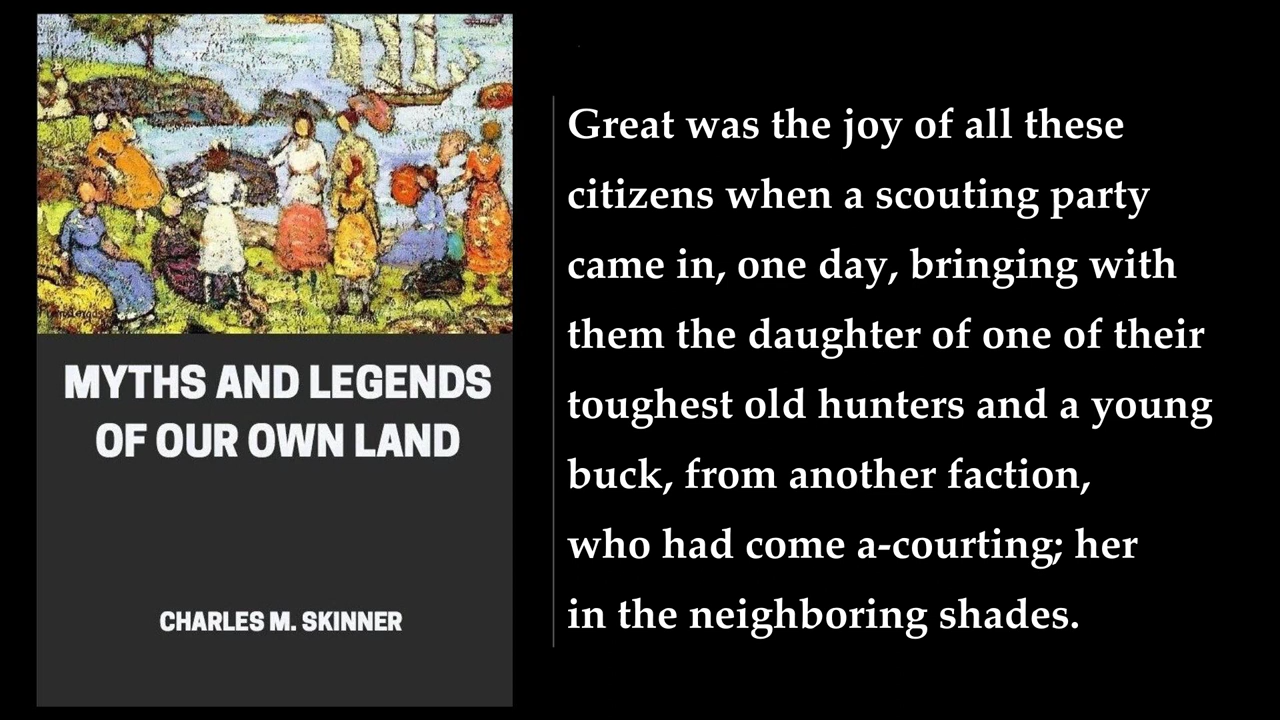 MYTHS AND LEGENDS
OF OUR OWN LAND
CHARLES M. SKINNER
Great was the joy of all these
citizens when a scouting party
came in, one day, bringing with
them the daughter of one of their
toughest old hunters and a young
buck, from another faction,
who had come a-courting; her
in the neighboring shades.